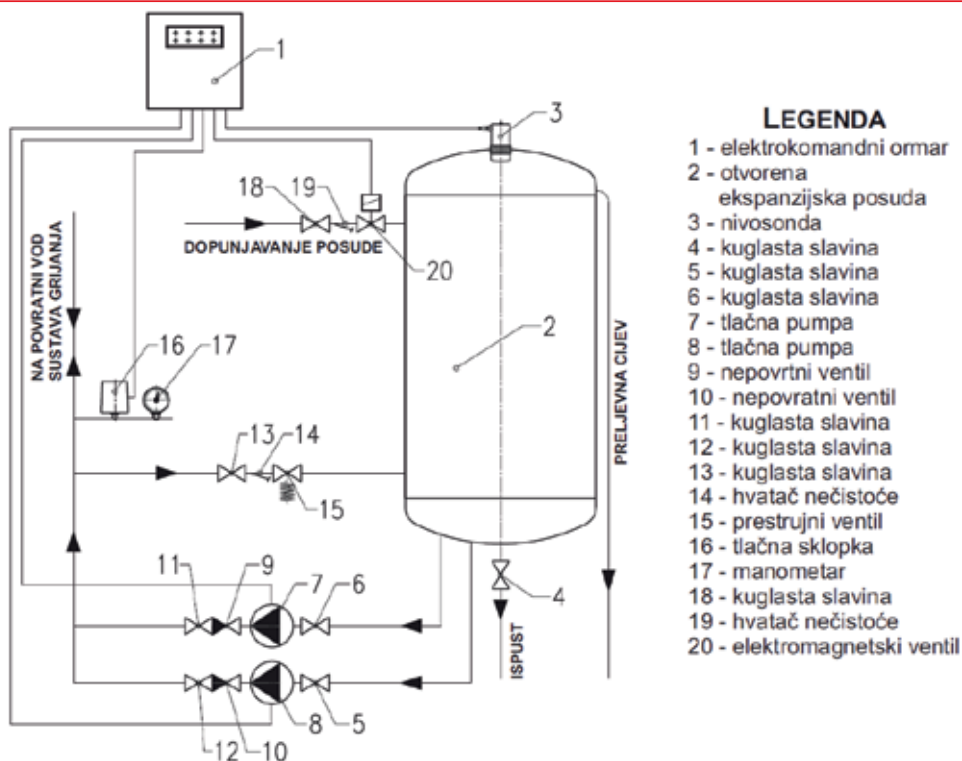 1
3
18
19
DOPUNJAVANJE POSUDE
20
NA POVRATNI VOD
SUSTAVA GRIJANJA
16
17
2
PRELJEVNA CIJEV
13
14
15
11
9
7
6
4
ISPUST
12
10
8
5
LEGENDA
1 - elektrokomandni ormar
2 - otvorena
ekspanzijska posuda
3 - nivosonda
4 - kuglasta slavina
5 - kuglasta slavina
6 - kuglasta slavina
7 - tlačna pumpa
8 - tlačna pumpa
9 - nepovrtni ventil
10 - nepovratni ventil
11 - kuglasta slavina
12 - kuglasta slavina
13 - kuglasta slavina
14 - hvatač nečistoće
15 - prestrujni ventil
16 - tlačna sklopka
17 - manometar
18 - kuglasta slavina
19 - hvatač nečistoće
20 - elektromagnetski ventil